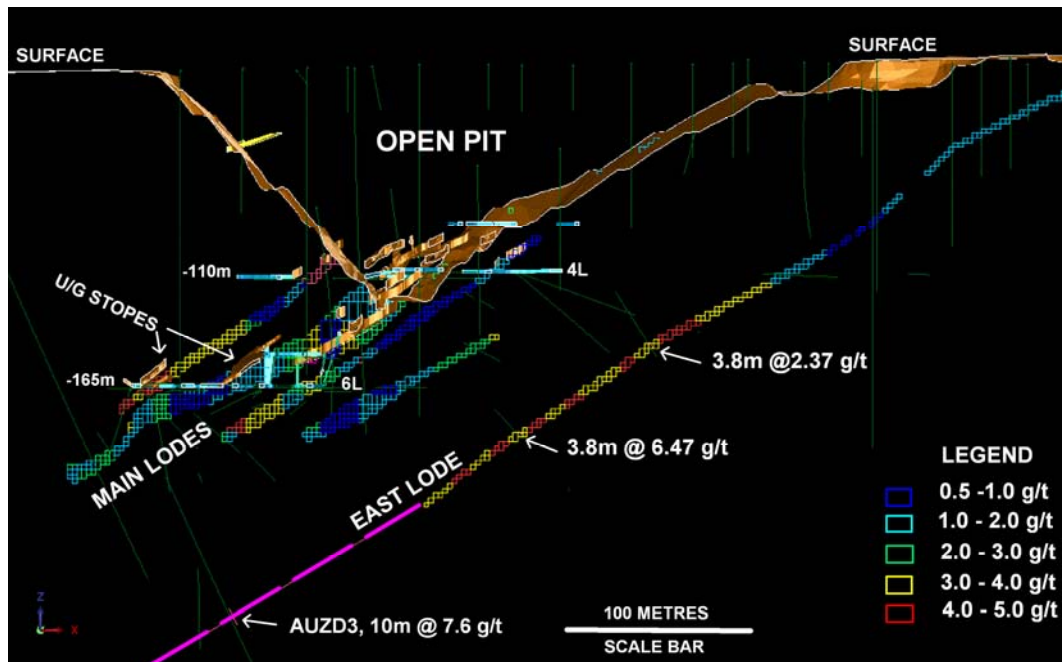 SURFACE
SURFACE
OPEN PIT
-110m
4L
U/G STOPES
-165m
6L
3.8m @2.37 g/t
MAIN LODES
3.8m @ 6.47 g/t
EAST LODE
LEGEND
0.5 -1.0 g/t
1.0 - 2.0 g/t
2.0 - 3.0 g/t
3.0 - 4.0 g/t
4.0 - 5.0 g/t
Z
X
AUZD3, 10m @ 7.6 g/t
100 METRES
SCALE BAR